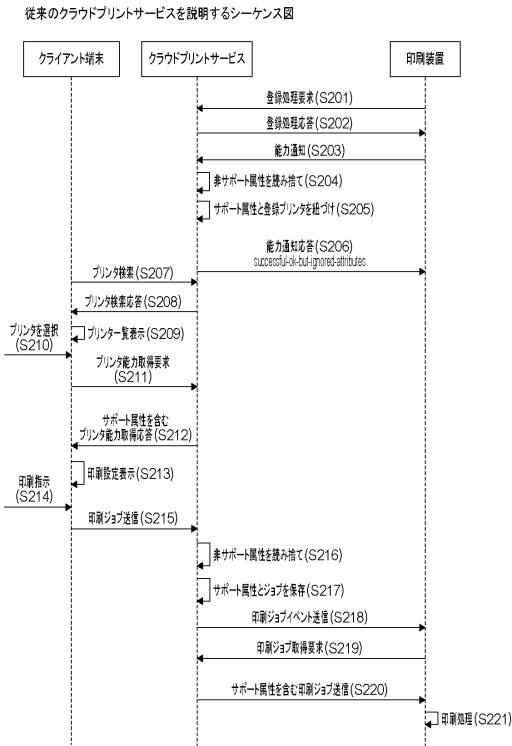 従来のクラウドプリントサービスを説明するシーケンス図
クライアント端末
クラウドプリントサービス
印刷装置
登録処理要求(S201)
登録処理応答(S202)
能力通知(S203)
非サポート属性を読み捨て(S204)
サポート属性と登録プリンタを紐づけ(S205)
能力通知応答(S206)
successful-ok-but-ignored-attributes
プリンタ検索(S207)
プリンタ検索応答(S208)
プリンター覧表示(S209)
プリンタを選択
(S210)
プリンタ能力取得要求
(S211)
サポート属性を含む
プリンタ能力取得応答(S212)
印刷設定表示(S213)
印刷指示
(S214)
印刷ジョブ送信(S215)
非サポート属性を読み捨て(S216)
サポート属性とジョブを保存(S217)
印刷ジョブイベント送信(S218)
印刷ジョブ取得要求(S219)
サポート属性を含む印刷ジョブ送信(S220)
印刷処理(S221)